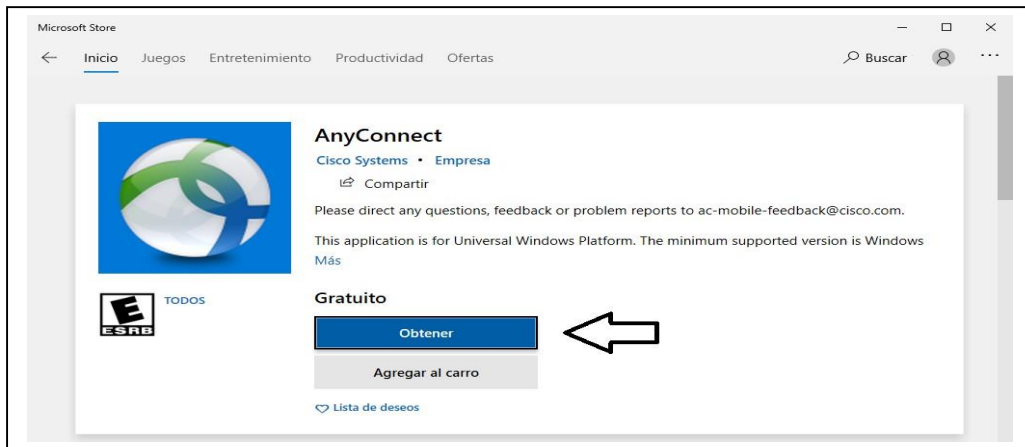 Microsoft Store
Inicio Juegos Entretenimiento Productividad Ofertas Buscar
AnyConnect
Cisco Systems • Empresa
Compartir
Please direct any questions, feedback or problem reports to ac-mobile-feedback@cisco.com.
This application is for Universal Windows Platform. The minimum supported version is Windows
Más
E
ESRB
TODOS
Gratuito
Obtener
Agregar al carro
Lista de deseos